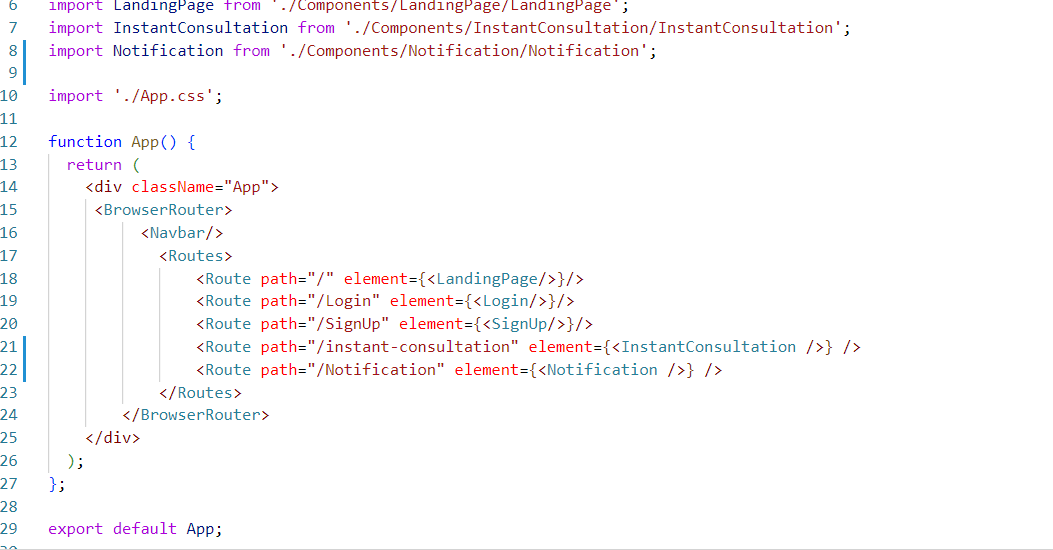 6 import LandingPage from './Components/LandingPage/LandingPage';
7 import InstantConsultation from './Components/InstantConsultation/InstantConsultation';
8 import Notification from './Components/Notification/Notification';
9
10 import './App.css';
11
12 function App() {
13   return (
14     <div className="App">
15      <BrowserRouter>
16           <Navbar/>
17             <Routes>
18                 <Route path="/" element={<LandingPage/>}/>
19                 <Route path="/Login" element={<Login/>}/>
20                 <Route path="/SignUp" element={<SignUp/>}/>
21                 <Route path="/instant-consultation" element={<InstantConsultation />} />
22                 <Route path="/Notification" element={<Notification />} />
23             </Routes>
24         </BrowserRouter>
25     </div>
26   );
27 };
28
29 export default App;
30